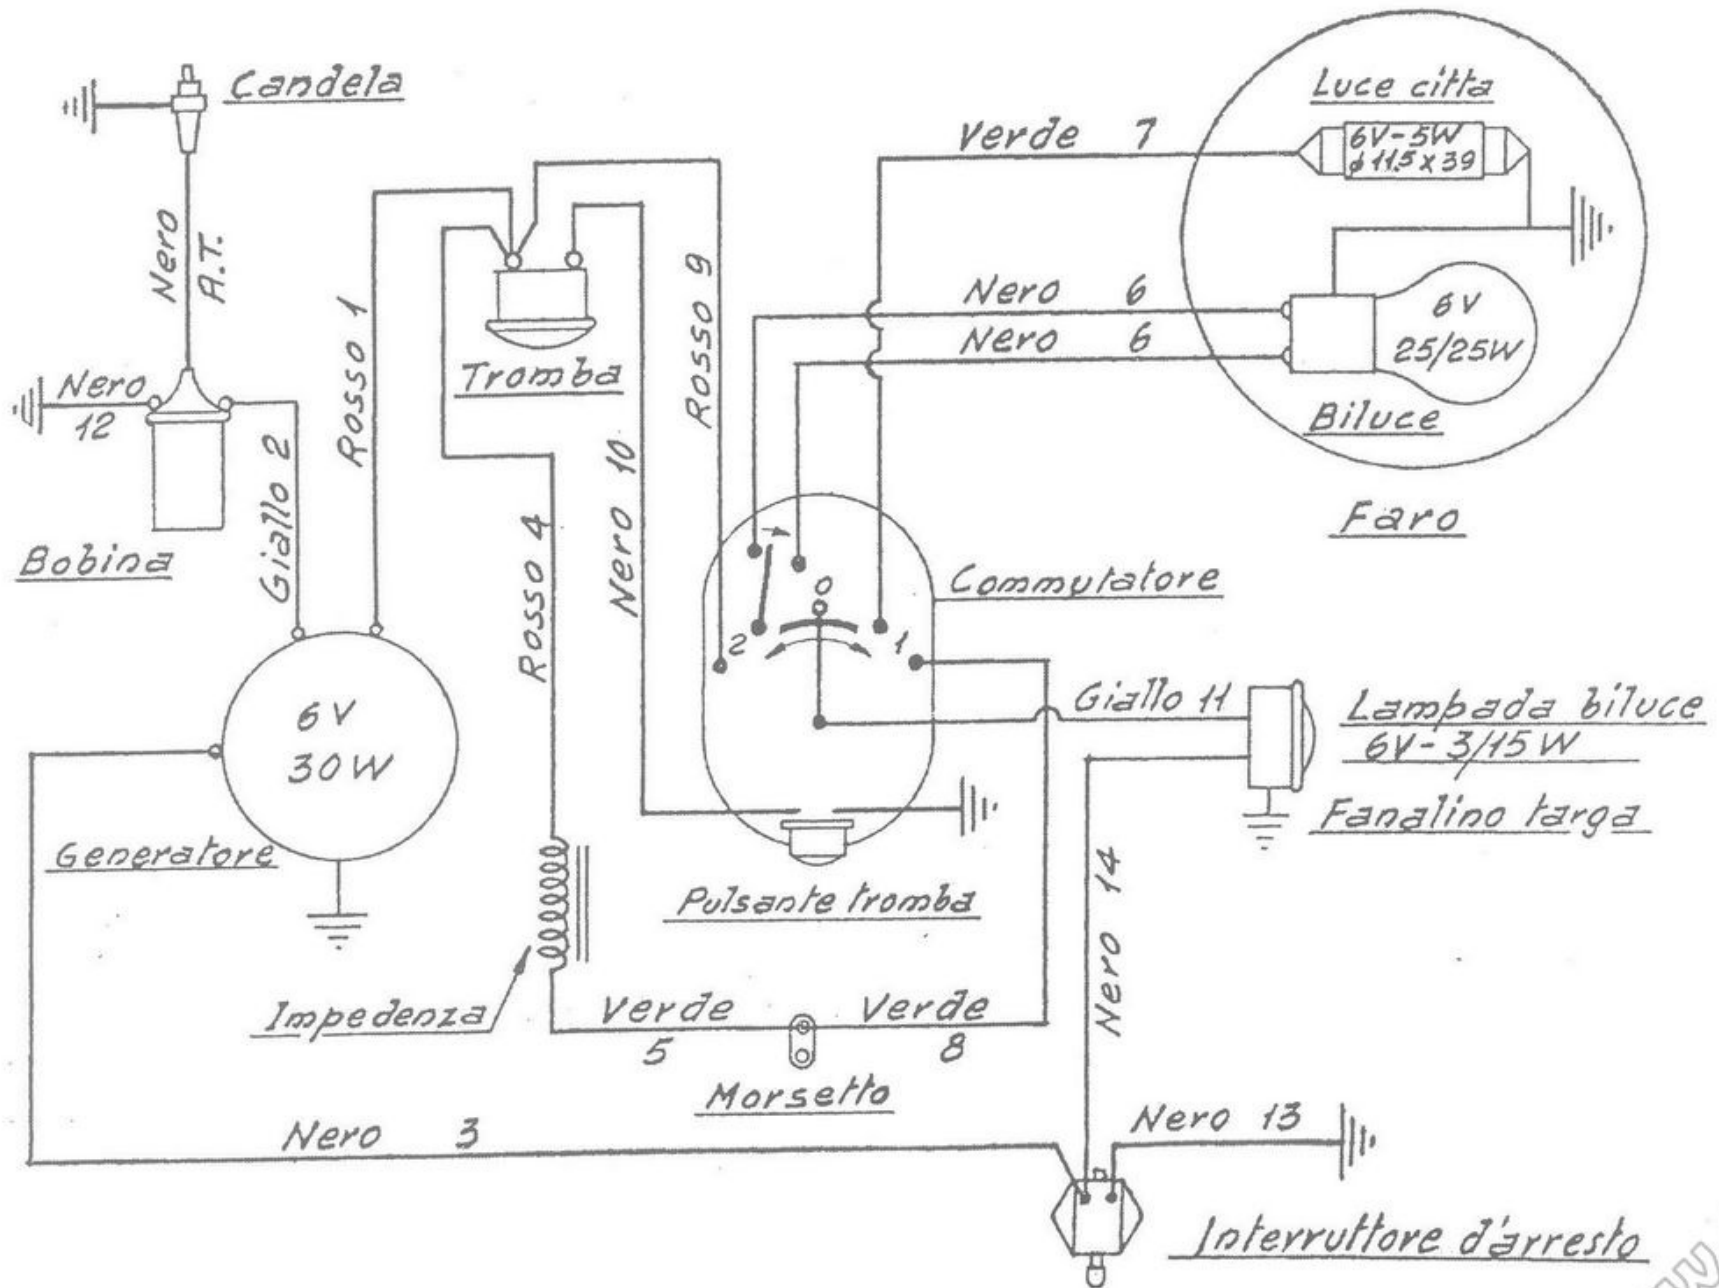 Candela
Luce citta
6V-5W
ø 11.5 x 39
Verde 7
Nero
A.T.
Rosso 1
Rosso 9
Nero 6
Nero 6
6V
25/25W
Tromba
Nero
12
Biluce
Giallo 2
Nero 10
Faro
Bobina
Rosso 4
Commutatore
0
2
1
6V
30W
Giallo 11
Lampada biluce
6V-3/15W
Generatore
Fanalino targa
Pulsante tromba
Nero 14
Impedenza
Verde
5
Verde
8
Morsetto
Nero 3
Nero 13
Interruttore d'arresto